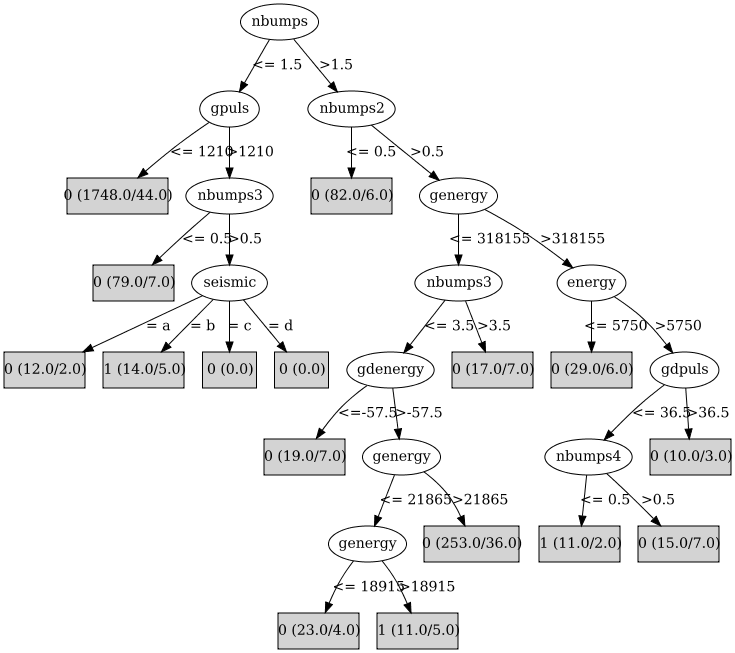 nbumps
<= 1.5 >1.5
gpuls nbumps2
<= 1210 >1210 <= 0.5 >0.5
0 (1748.0/44.0) nbumps3 0 (82.0/6.0) genergy
<= 0.5 >0.5 <= 318155 >318155
0 (79.0/7.0) seismic nbumps3 energy
= a = b = c = d <= 3.5 >3.5 <= 5750 >5750
0 (12.0/2.0) 1 (14.0/5.0) 0 (0.0) 0 (0.0) gdenergy 0 (17.0/7.0) 0 (29.0/6.0) gdpuls
<=-57.5 >-57.5 <= 36.5 >36.5
0 (19.0/7.0) genergy nbumps4 0 (10.0/3.0)
<= 21865 >21865 <= 0.5 >0.5
genergy 0 (253.0/36.0) 1 (11.0/2.0) 0 (15.0/7.0)
<= 18915 >18915
0 (23.0/4.0) 1 (11.0/5.0)